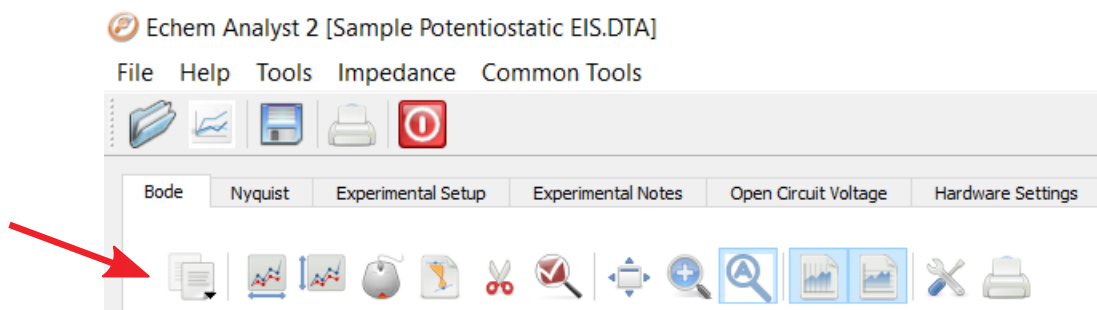 Echem Analyst 2 [Sample Potentiostatic EIS.DTA]
File Help Tools Impedance Common Tools
Bode Nyquist Experimental Setup Experimental Notes Open Circuit Voltage Hardware Settings